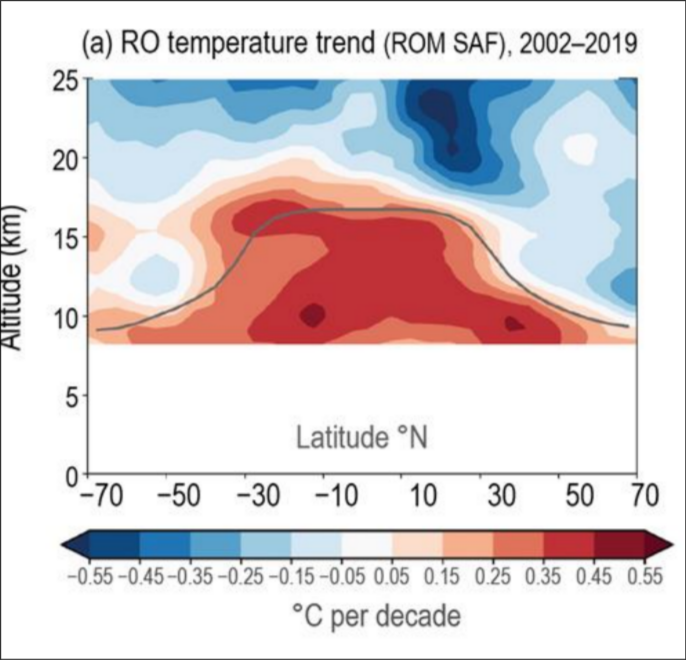 (a) RO temperature trend (ROM SAF), 2002–2019
25
20
15
10
5
0
Altitude (km)
Latitude °N
−70 −50 −30 −10 10 30 50 70
−0.55 −0.45 −0.35 −0.25 −0.15 −0.05 0.05 0.15 0.25 0.35 0.45 0.55
°C per decade